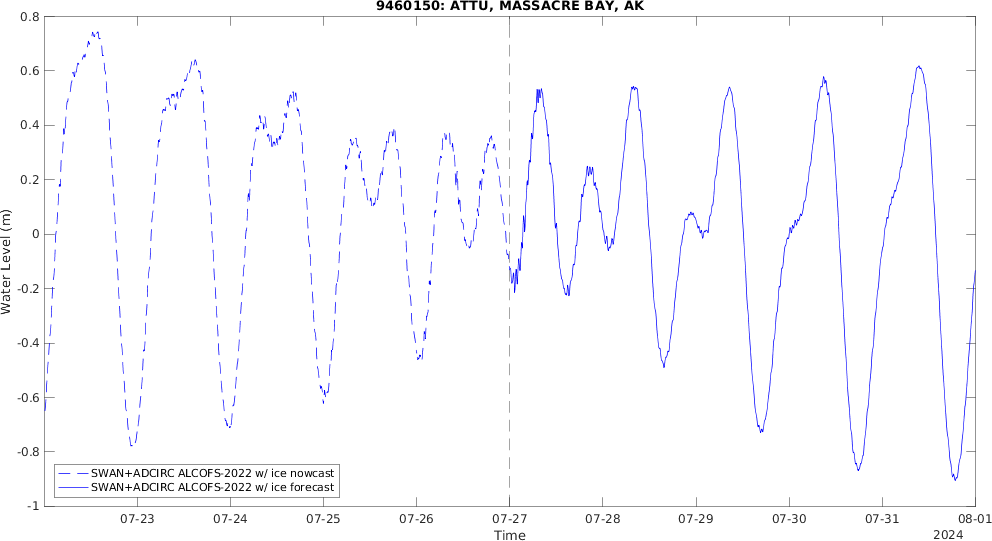 9460150: ATTU, MASSACRE BAY, AK
Water Level (m)
0.8
0.6
0.4
0.2
0
-0.2
-0.4
-0.6
-0.8
-1
SWAN+ADCIRC ALCOFS-2022 w/ ice nowcast
SWAN+ADCIRC ALCOFS-2022 w/ ice forecast
07-23 07-24 07-25 07-26 07-27 07-28 07-29 07-30 07-31 08-01
Time
2024